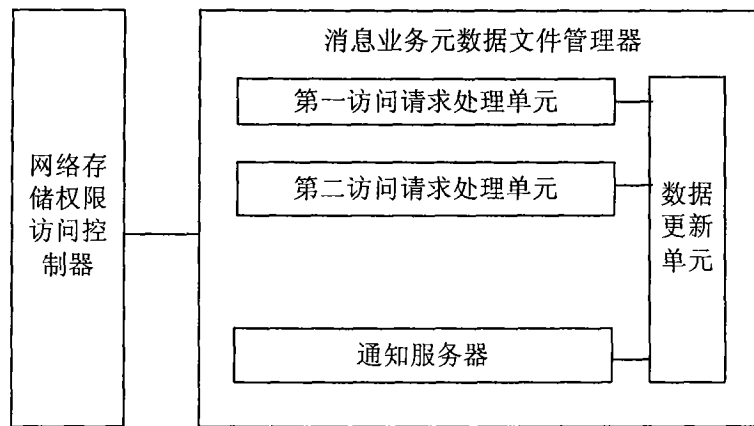 消息业务元数据文件管理器
第一访问请求处理单元
第二访问请求处理单元
通知服务器
网络存
储权限
访问控
制器
数据
更新
单元